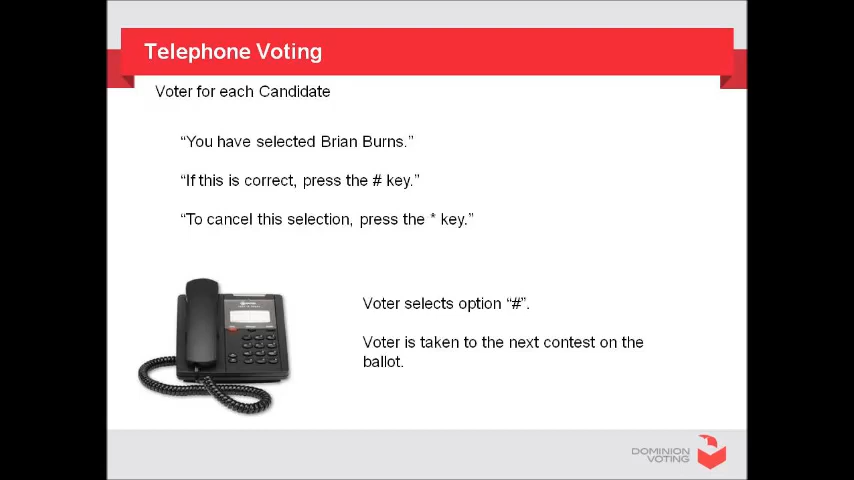 Telephone Voting
Voter for each Candidate
“You have selected Brian Burns.”
“If this is correct, press the # key.”
“To cancel this selection, press the * key.”
Voter selects option “#”.
Voter is taken to the next contest on the
ballot.
DOMINION
VOTING